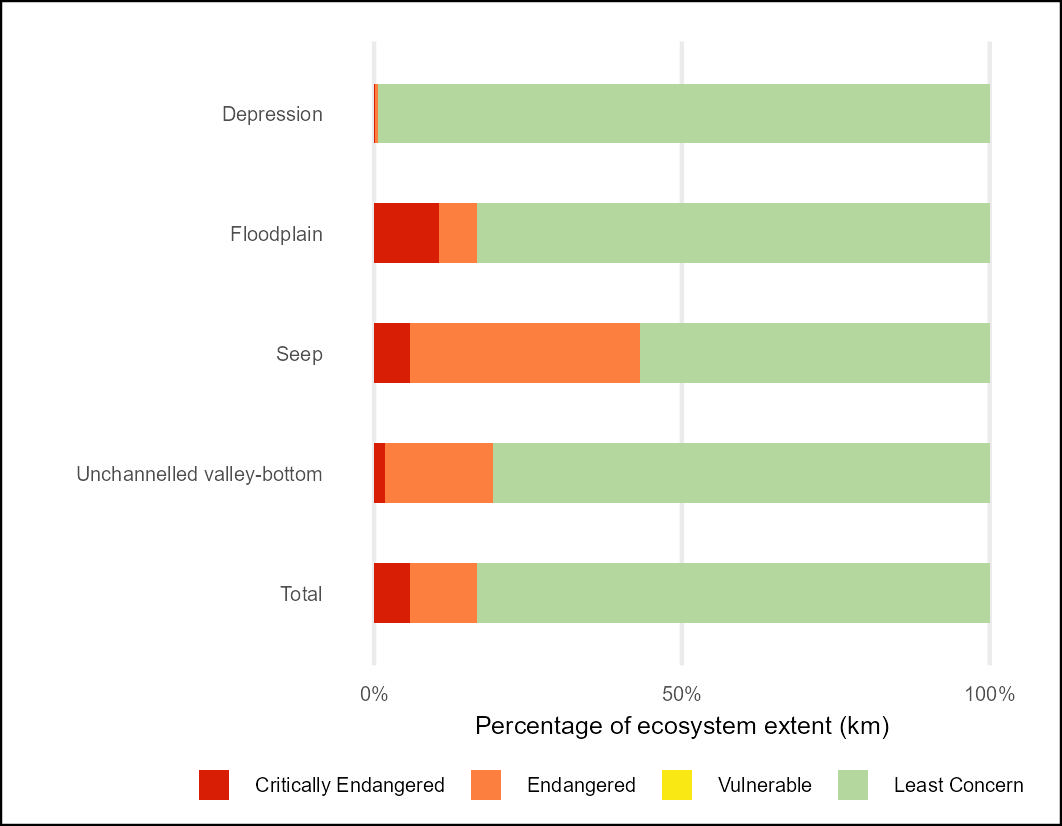 Depression
Floodplain
Seep
Unchannelled valley-bottom
Total
0% 50% 100%
Percentage of ecosystem extent (km)
Critically Endangered Endangered Vulnerable Least Concern